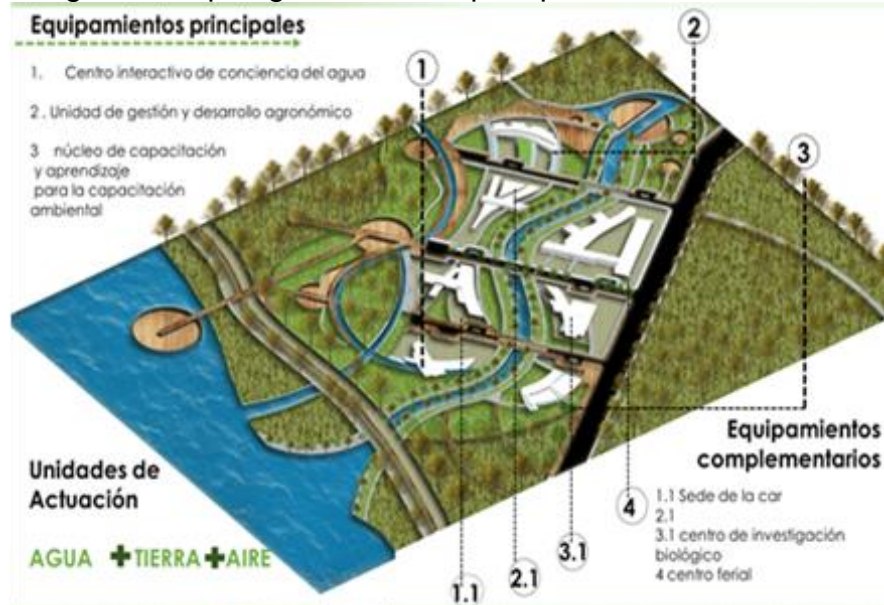 Equipamientos principales
1. Centro interactivo de conciencia del agua
2 . Unidad de gestión y desarrollo agronómico
3 núcleo de capacitación
y aprendizaje
para la capacitación
ambiental
1
2
3
Unidades de
Actuación
AGUA + TIERRA + AIRE
Equipamientos
complementarios
1.1 Sede de la car
2.1
3.1 centro de investigación
biológico
4 centro ferial
4
3.1
2.1
1.1